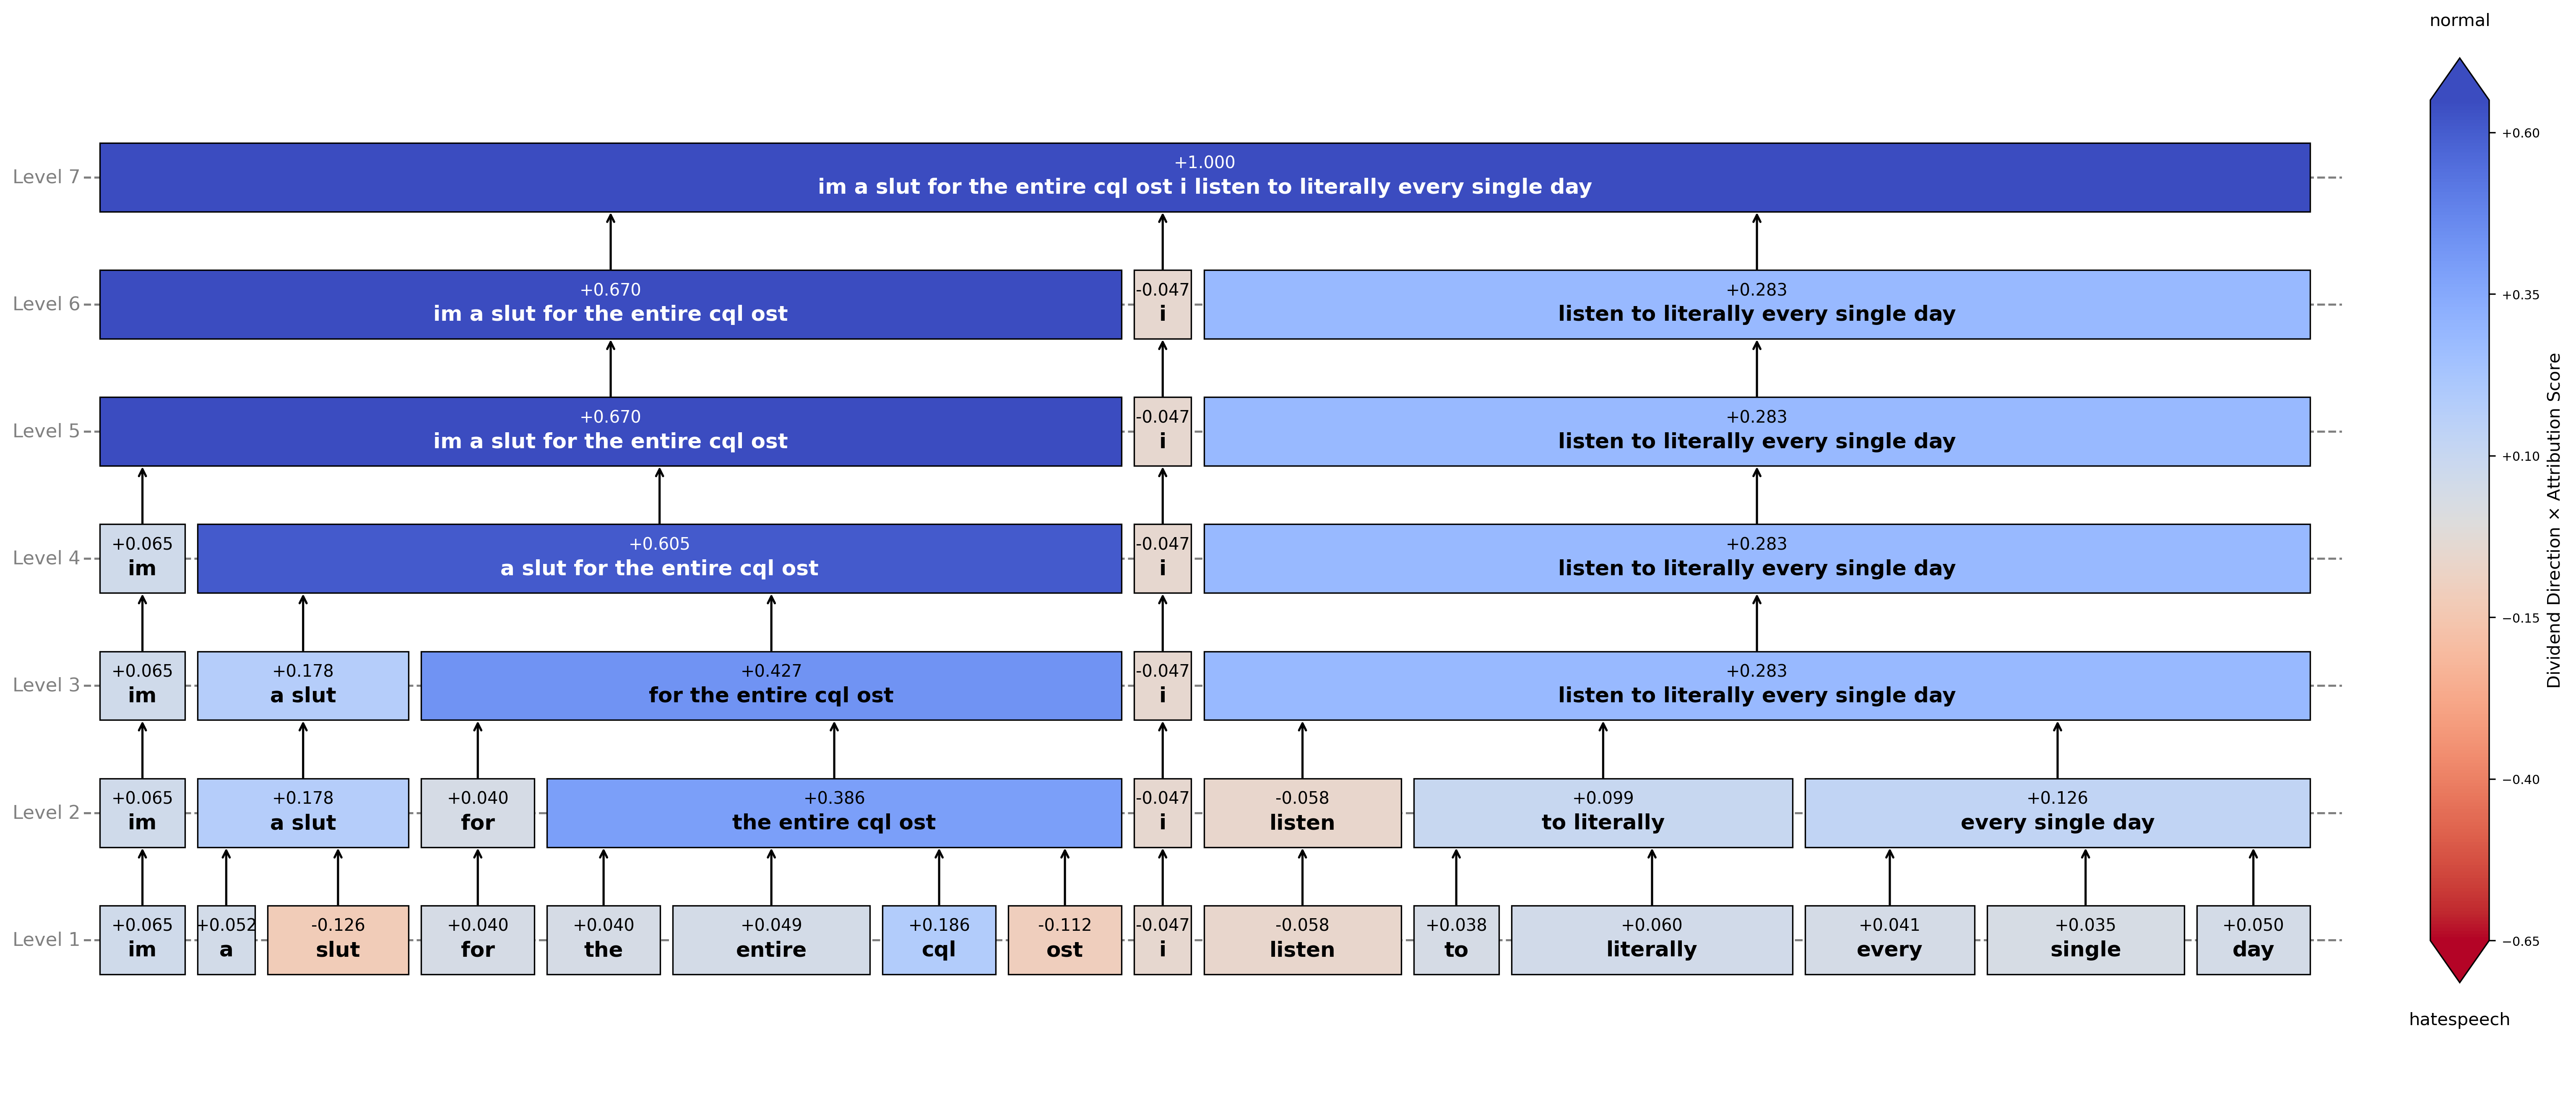 normal
Level 7
+1.000
im a slut for the entire cql ost i listen to literally every single day
Level 6
+0.670
im a slut for the entire cql ost
-0.047
i
+0.283
listen to literally every single day
Level 5
+0.670
im a slut for the entire cql ost
-0.047
i
+0.283
listen to literally every single day
Level 4
+0.065
im
+0.605
a slut for the entire cql ost
-0.047
i
+0.283
listen to literally every single day
Level 3
+0.065
im
+0.178
a slut
+0.427
for the entire cql ost
-0.047
i
+0.283
listen to literally every single day
Level 2
+0.065
im
+0.178
a slut
+0.040
for
+0.386
the entire cql ost
-0.047
i
-0.058
listen
+0.099
to literally
+0.126
every single day
Level 1
+0.065
im
+0.052
a
-0.126
slut
+0.040
for
+0.040
the
+0.049
entire
+0.186
cql
-0.112
ost
-0.047
i
-0.058
listen
+0.038
to
+0.060
literally
+0.041
every
+0.035
single
+0.050
day
+0.60
+0.35
+0.10
−0.15
−0.40
−0.65
Dividend Direction × Attribution Score
hatespeech